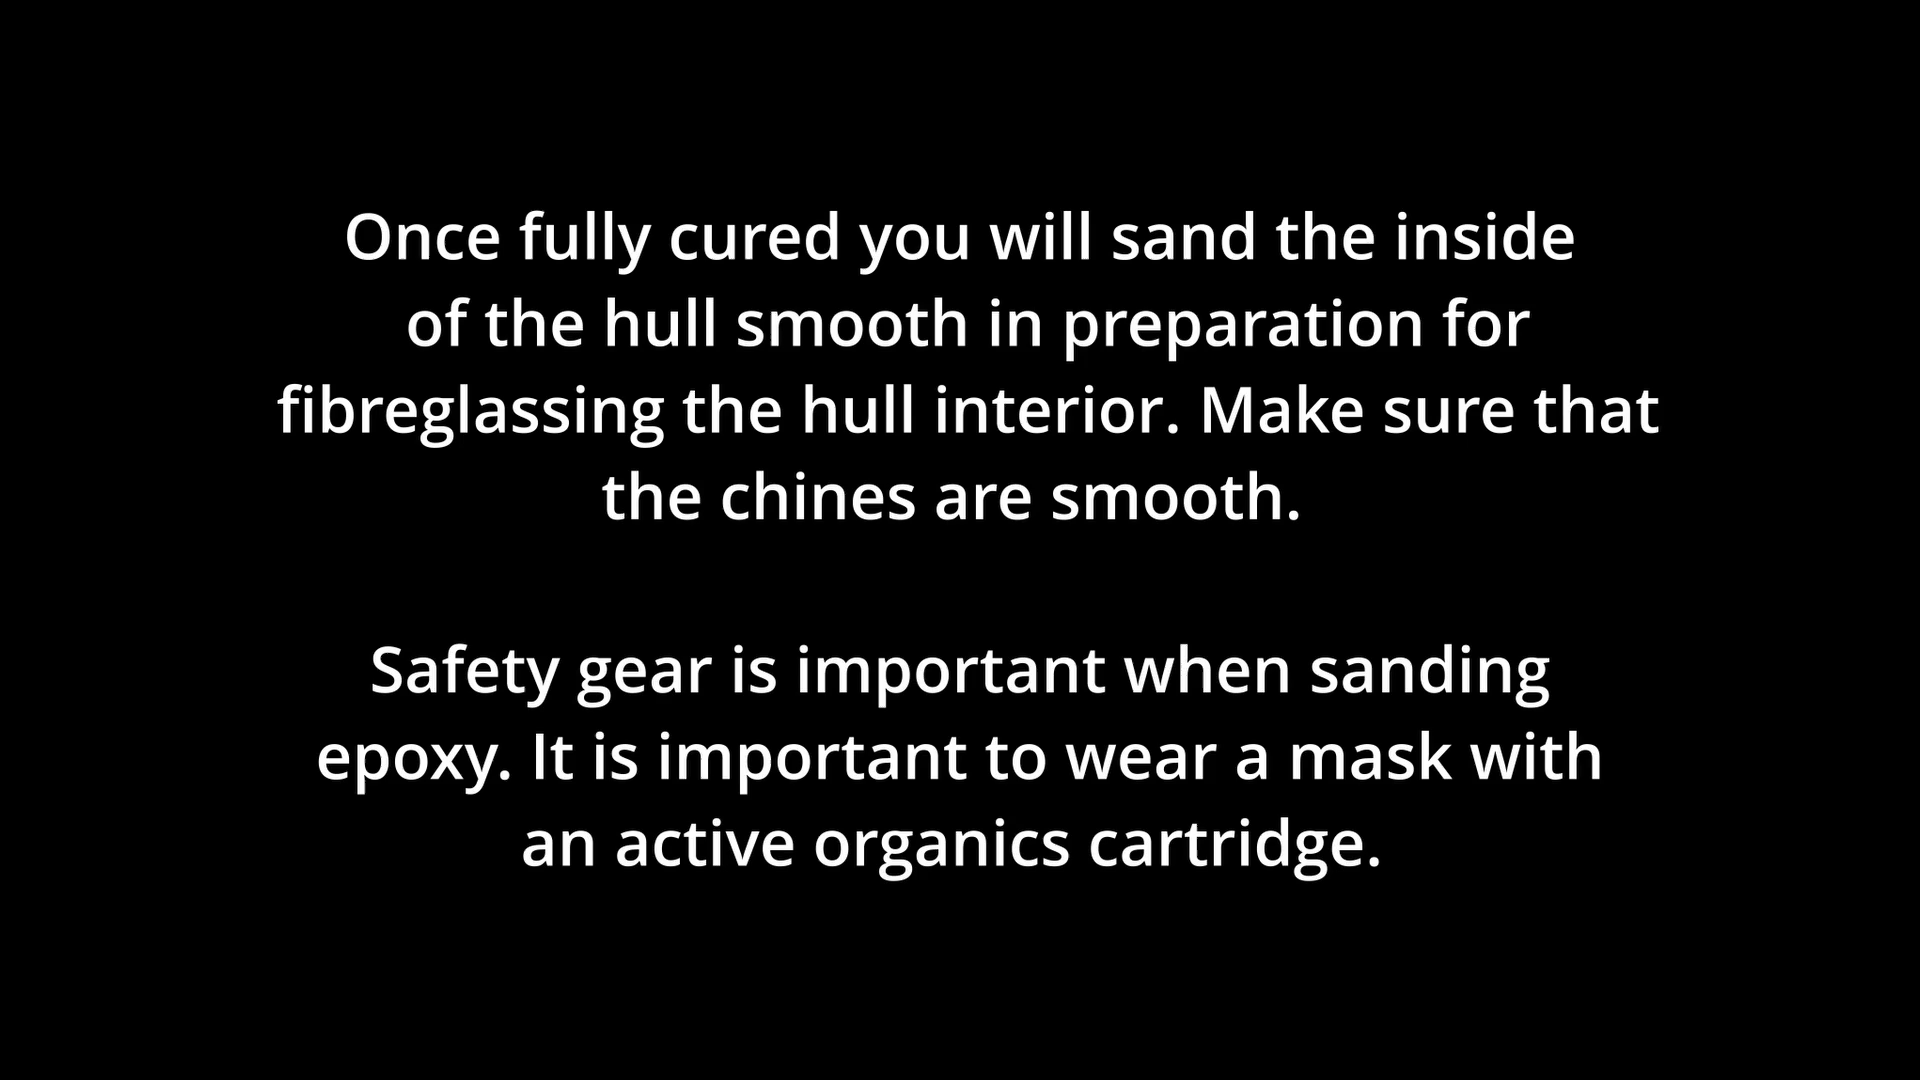 Once fully cured you will sand the inside
of the hull smooth in preparation for
fibreglassing the hull interior. Make sure that
the chines are smooth.
Safety gear is important when sanding
epoxy. It is important to wear a mask with
an active organics cartridge.